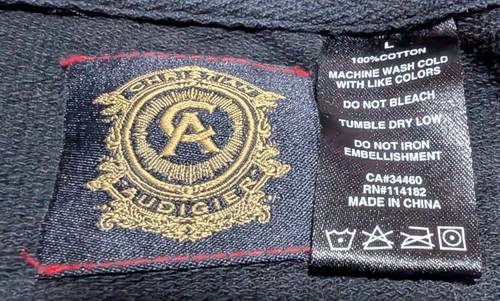 CHRISTIAN
CA
AUDIGIER
L
100%COTTON
MACHINE WASH COLD
WITH LIKE COLORS
DO NOT BLEACH
TUMBLE DRY LOW
DO NOT IRON
EMBELLISHMENT
CA#34460
RN#114182
MADE IN CHINA